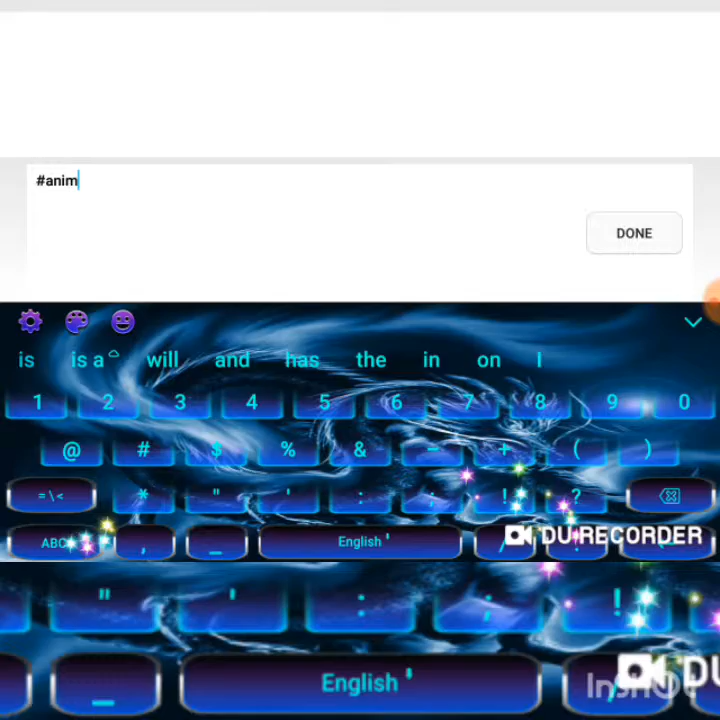 #anim
DONE
is is a will and has the in on I
1 2 3 4 5 6 7 8 9 0
@ # $ % & - + ( )
=\< * " ' : ; ! ?
ABC , _ English /
DU RECORDER
" ' : ; !
_ English /
DU
InShot